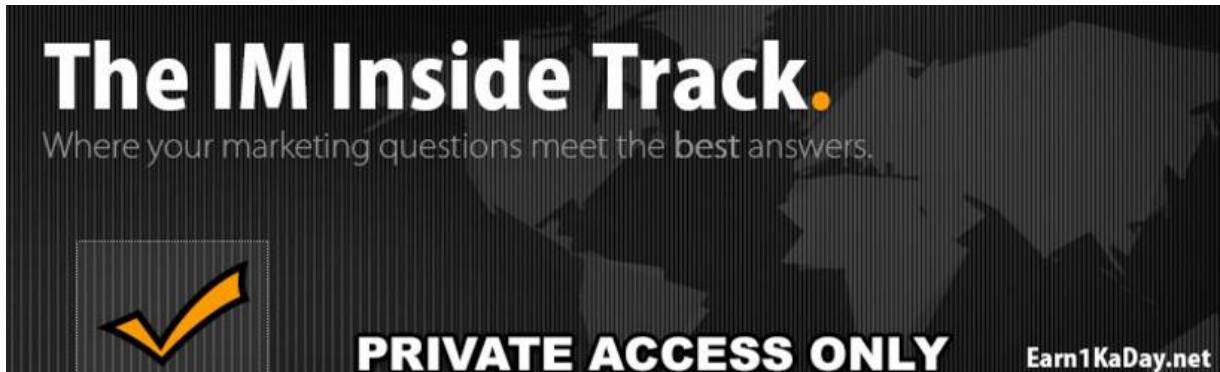 The IM Inside Track.
Where your marketing questions meet the best answers.
PRIVATE ACCESS ONLY
Earn1KaDay.net